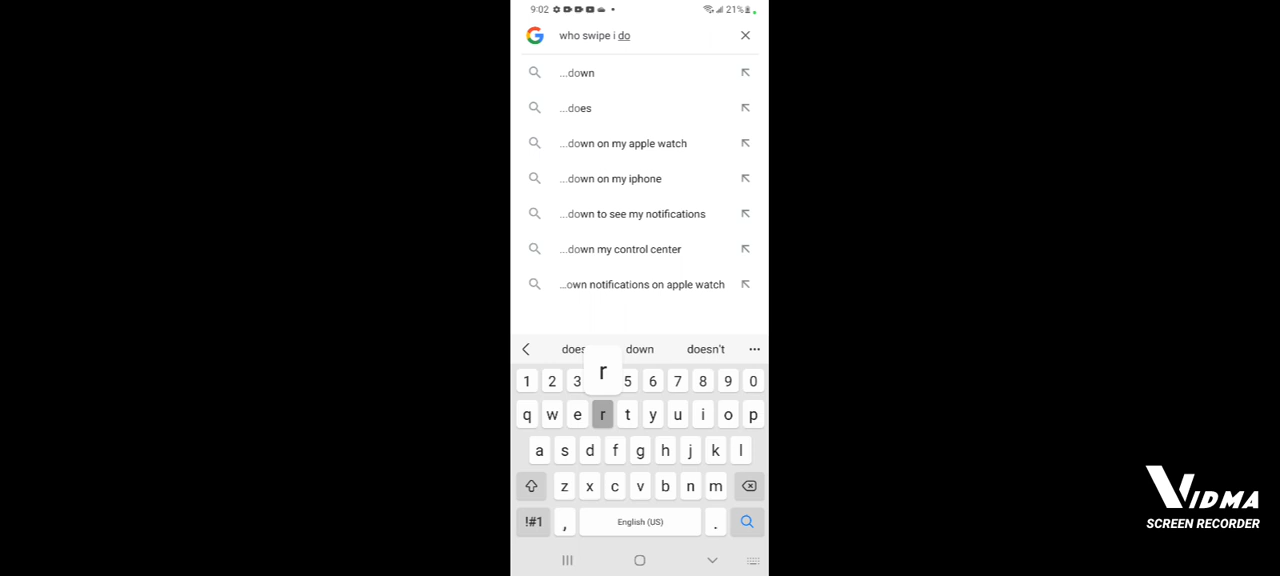 9:02
21%
who swipe i do
...down
...does
...down on my apple watch
...down on my iphone
...down to see my notifications
...down my control center
...own notifications on apple watch
down doesn't ...
r
1 2 3 5 6 7 8 9 0
q w e r t y u i o p
a s d f g h j k l
z x c v b n m
!#1 , English (US) .
VIDMA
SCREEN RECORDER